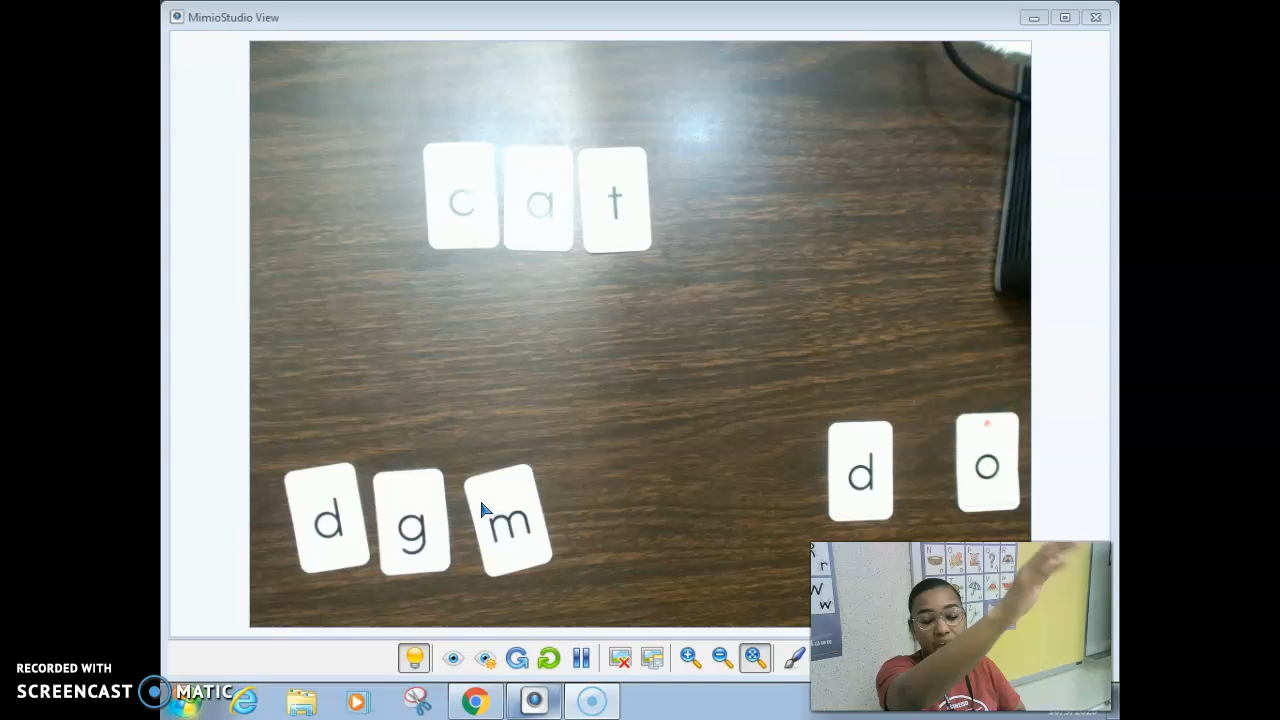 MimioStudio View
c a t
d o
d g m
R
r
W
w
N
RECORDED WITH
SCREENCAST MATIC